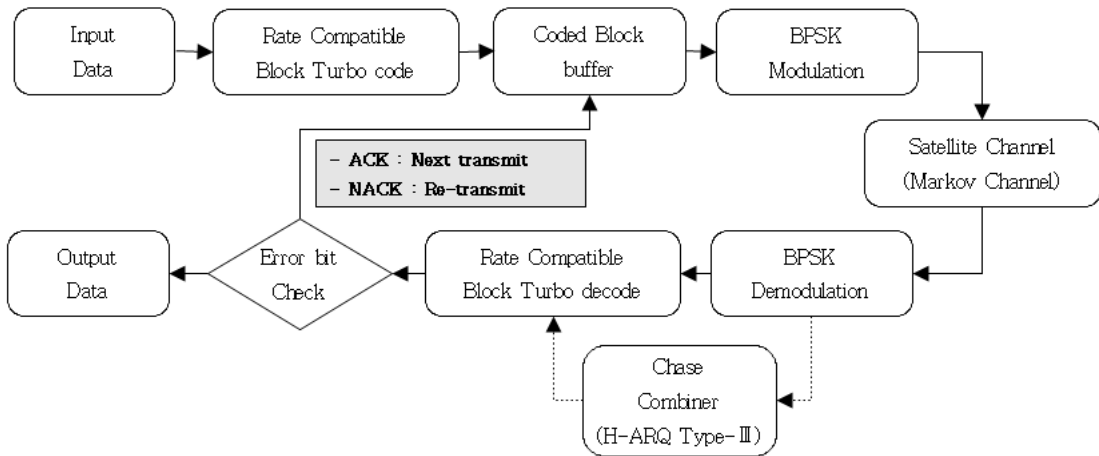 Input
Data
Rate Compatible
Block Turbo code
Coded Block
buffer
BPSK
Modulation
- ACK : Next transmit
- NACK : Re-transmit
Satellite Channel
(Markov Channel)
Output
Data
Error bit
Check
Rate Compatible
Block Turbo decode
BPSK
Demodulation
Chase
Combiner
(H-ARQ Type-Ⅲ)